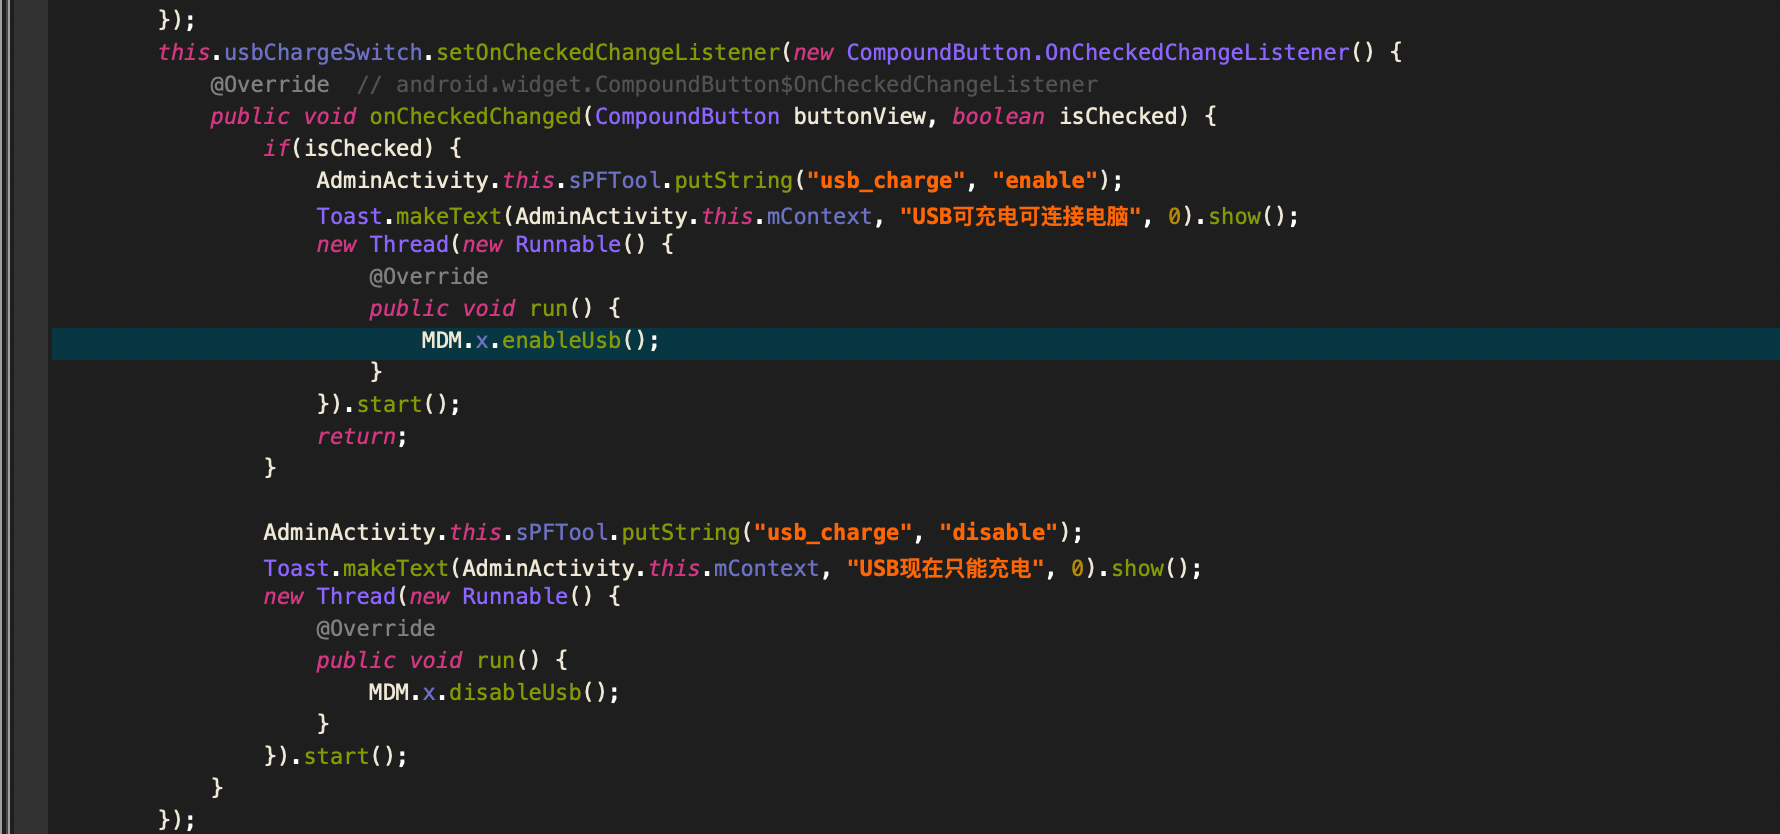 });
this.usbChargeSwitch.setOnCheckedChangeListener(new CompoundButton.OnCheckedChangeListener() {
@Override  // android.widget.CompoundButton$OnCheckedChangeListener
public void onCheckedChanged(CompoundButton buttonView, boolean isChecked) {
if(isChecked) {
AdminActivity.this.sPFTool.putString("usb_charge", "enable");
Toast.makeText(AdminActivity.this.mContext, "USB可充电可连接电脑", 0).show();
new Thread(new Runnable() {
@Override
public void run() {
MDM.x.enableUsb();
}
}).start();
return;
}
AdminActivity.this.sPFTool.putString("usb_charge", "disable");
Toast.makeText(AdminActivity.this.mContext, "USB现在只能充电", 0).show();
new Thread(new Runnable() {
@Override
public void run() {
MDM.x.disableUsb();
}
}).start();
}
});